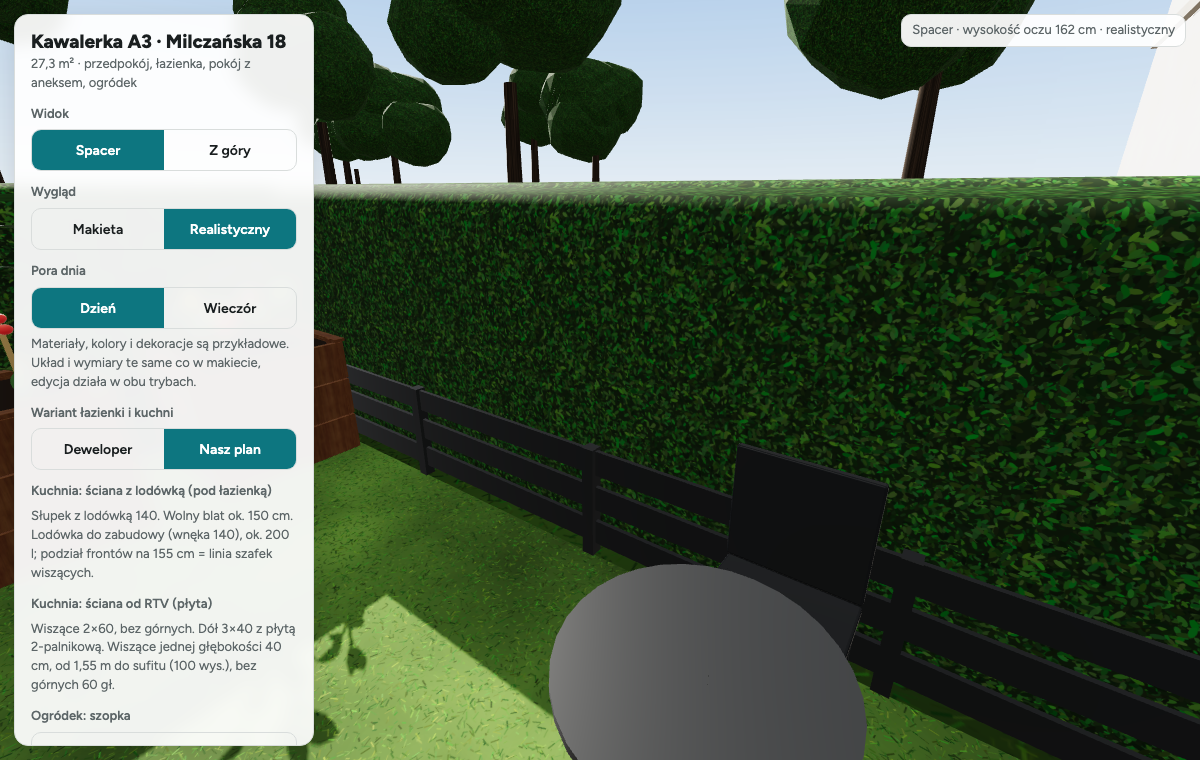 Kawalerka A3 · Milczańska 18
27,3 m² · przedpokój, łazienka, pokój z
aneksem, ogródek
Widok
Spacer
Z góry
Wygląd
Makieta
Realistyczny
Pora dnia
Dzień
Wieczór
Materiały, kolory i dekoracje są przykładowe.
Układ i wymiary te same co w makiecie,
edycja działa w obu trybach.
Wariant łazienki i kuchni
Deweloper
Nasz plan
Kuchnia: ściana z lodówką (pod łazienką)
Słupek z lodówką 140. Wolny blat ok. 150 cm.
Lodówka do zabudowy (wnęka 140), ok. 200
l; podział frontów na 155 cm = linia szafek
wiszących.
Kuchnia: ściana od RTV (płyta)
Wiszące 2×60, bez górnych. Dół 3×40 z płytą
2-palnikową. Wiszące jednej głębokości 40
cm, od 1,55 m do sufitu (100 wys.), bez
górnych 60 gł.
Ogródek: szopka
Spacer · wysokość oczu 162 cm · realistyczny